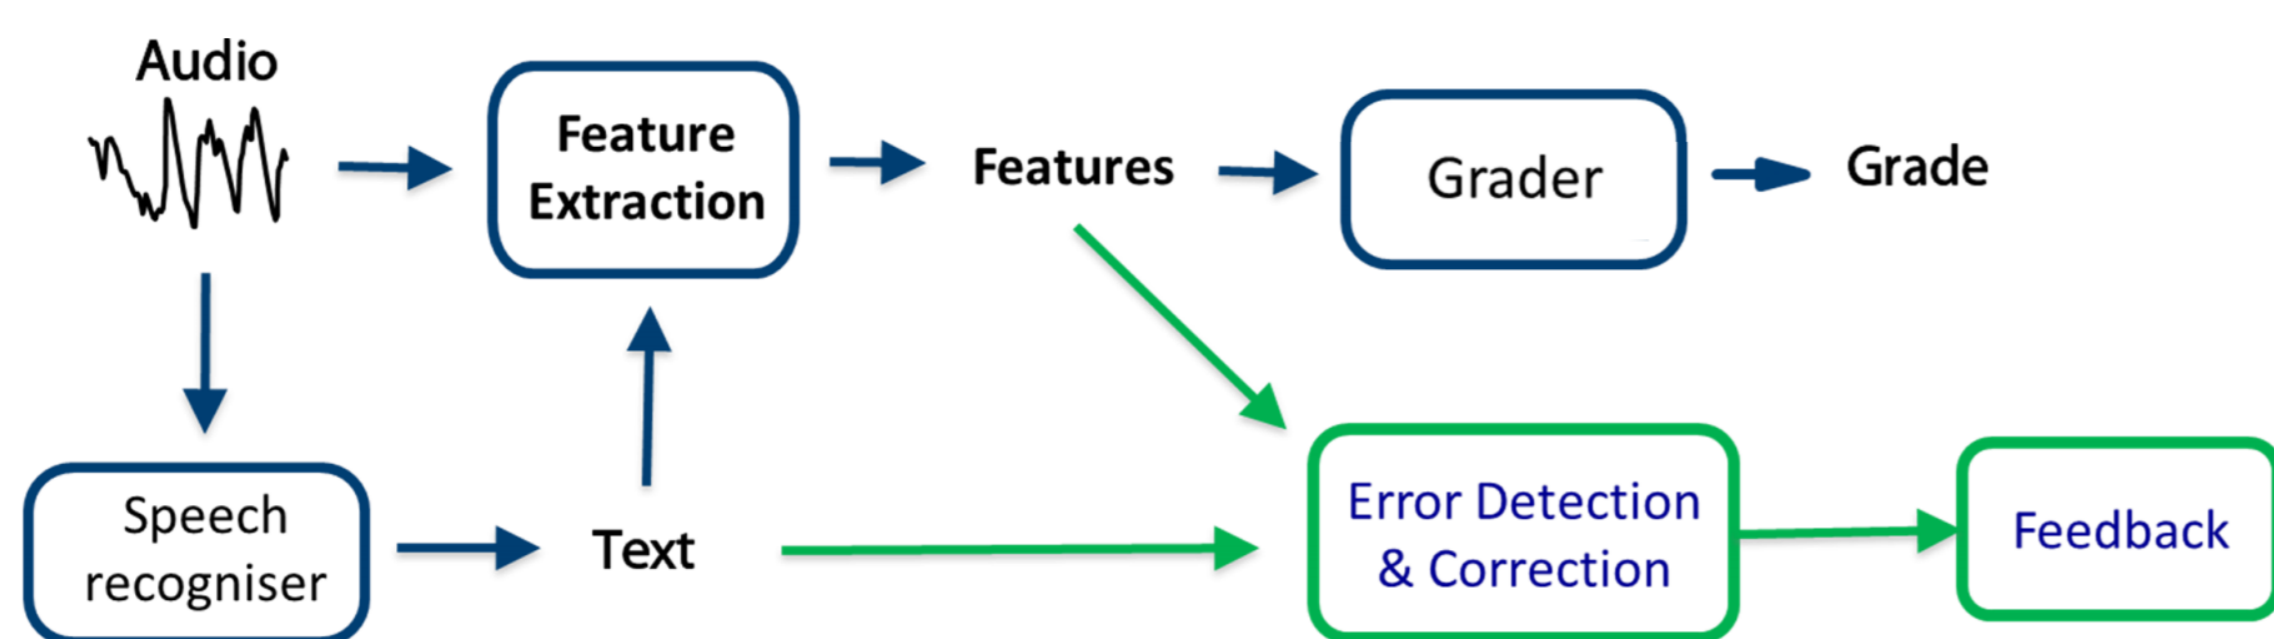 Audio
Feature
Extraction
Features
Grader
Grade
Speech
recogniser
Text
Error Detection
& Correction
Feedback